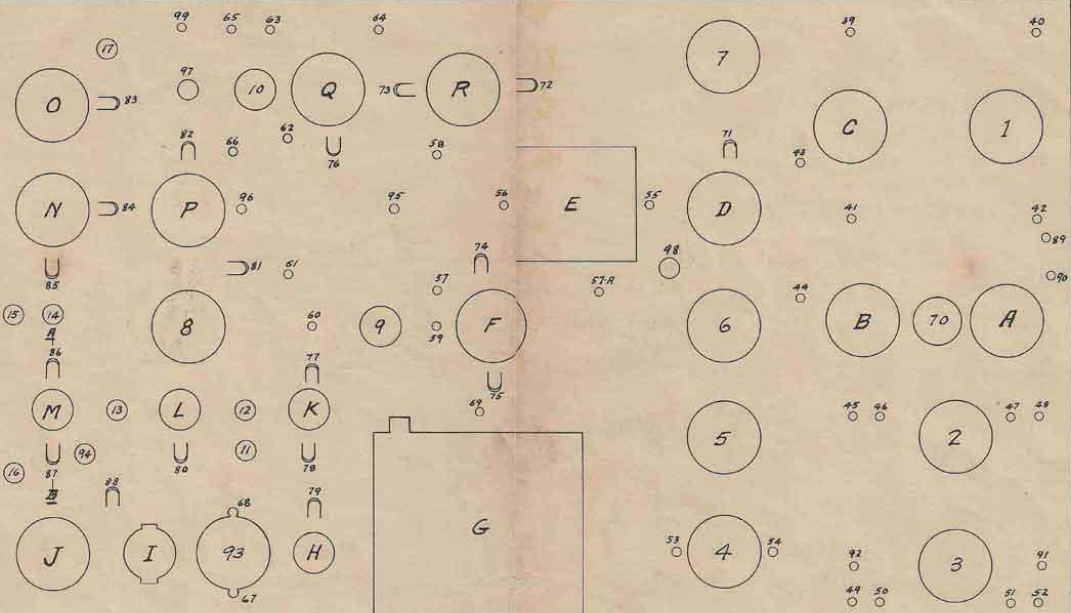 99 65 63 64 39 40
17 7
O 83 97 10 Q 73 R 72 C 1
82 66 62 76 58 71 43
N 84 P 96 95 56 E 55 D 41 42
89
85 81 61 57 74 57-A 98 44 90
15 14 8 60 9 59 F 6 B 70 A
86 77 75
M 13 L 12 K 69 45 46 2 47 48
87 94 80 11 78 5
16 88 68 79 G
J I 93 H 53 4 54 92 3 91
67 49 50 51 52